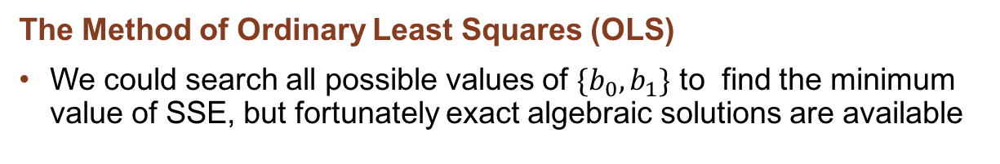 The Method of Ordinary Least Squares (OLS)
• We could search all possible values of {b₀, b₁} to find the minimum
value of SSE, but fortunately exact algebraic solutions are available